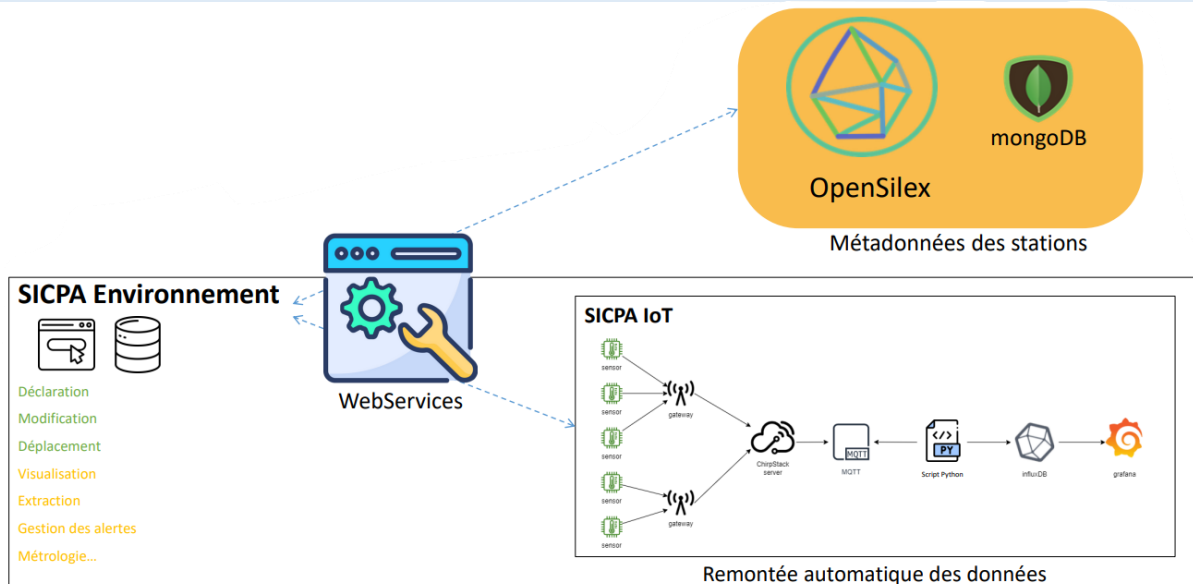 mongoDB
OpenSilex
Métadonnées des stations
SICPA Environnement
WebServices
Déclaration
Modification
Déplacement
Visualisation
Extraction
Gestion des alertes
Métrologie...
SICPA IoT
sensor
sensor
sensor
sensor
sensor
gateway
gateway
ChirpStack
server
MQTT
MQTT
</>
PY
Script Python
influxDB
grafana
Remontée automatique des données